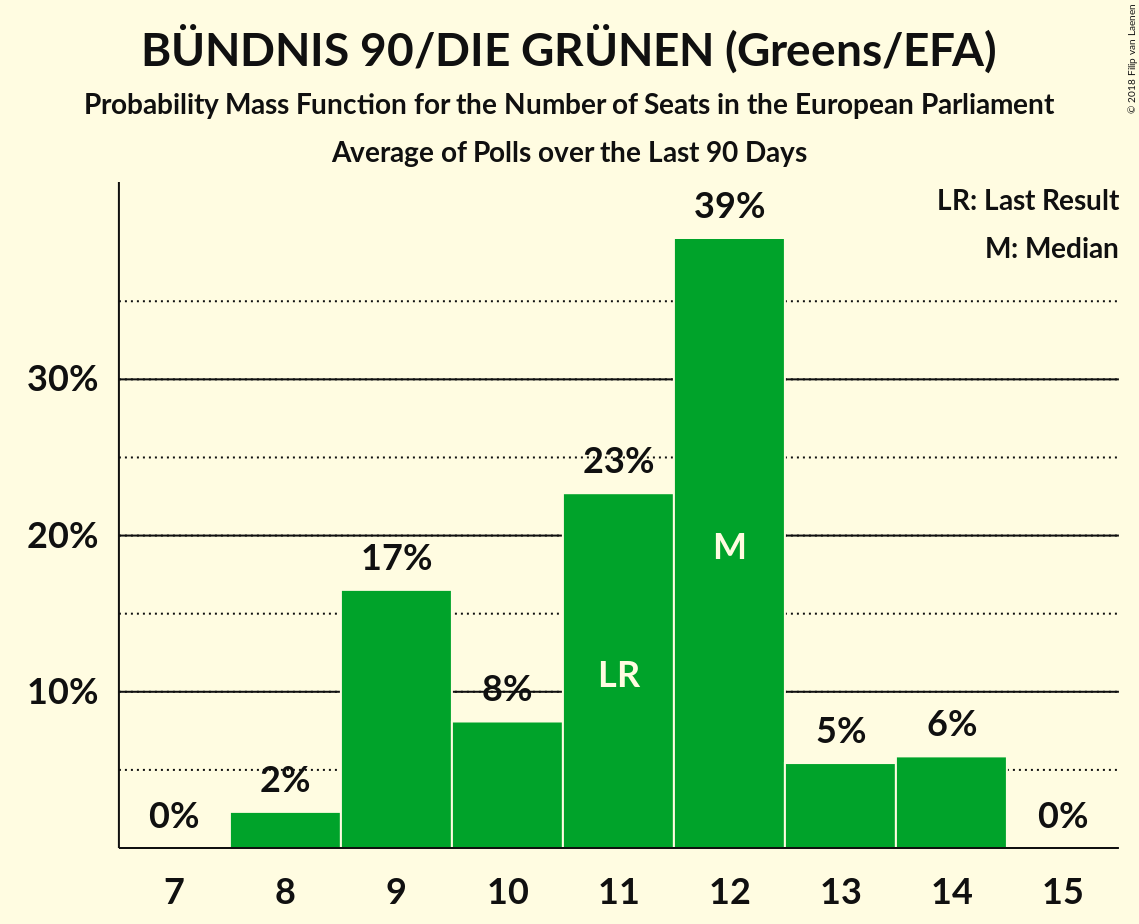 BÜNDNIS 90/DIE GRÜNEN (Greens/EFA)
Probability Mass Function for the Number of Seats in the European Parliament
Average of Polls over the Last 90 Days
© 2018 Filip van Laenen
LR: Last Result
M: Median
39%
30%
23%
20%
17%
M
10%
8%
LR
2%
5%
6%
0%
0%
7 8 9 10 11 12 13 14 15